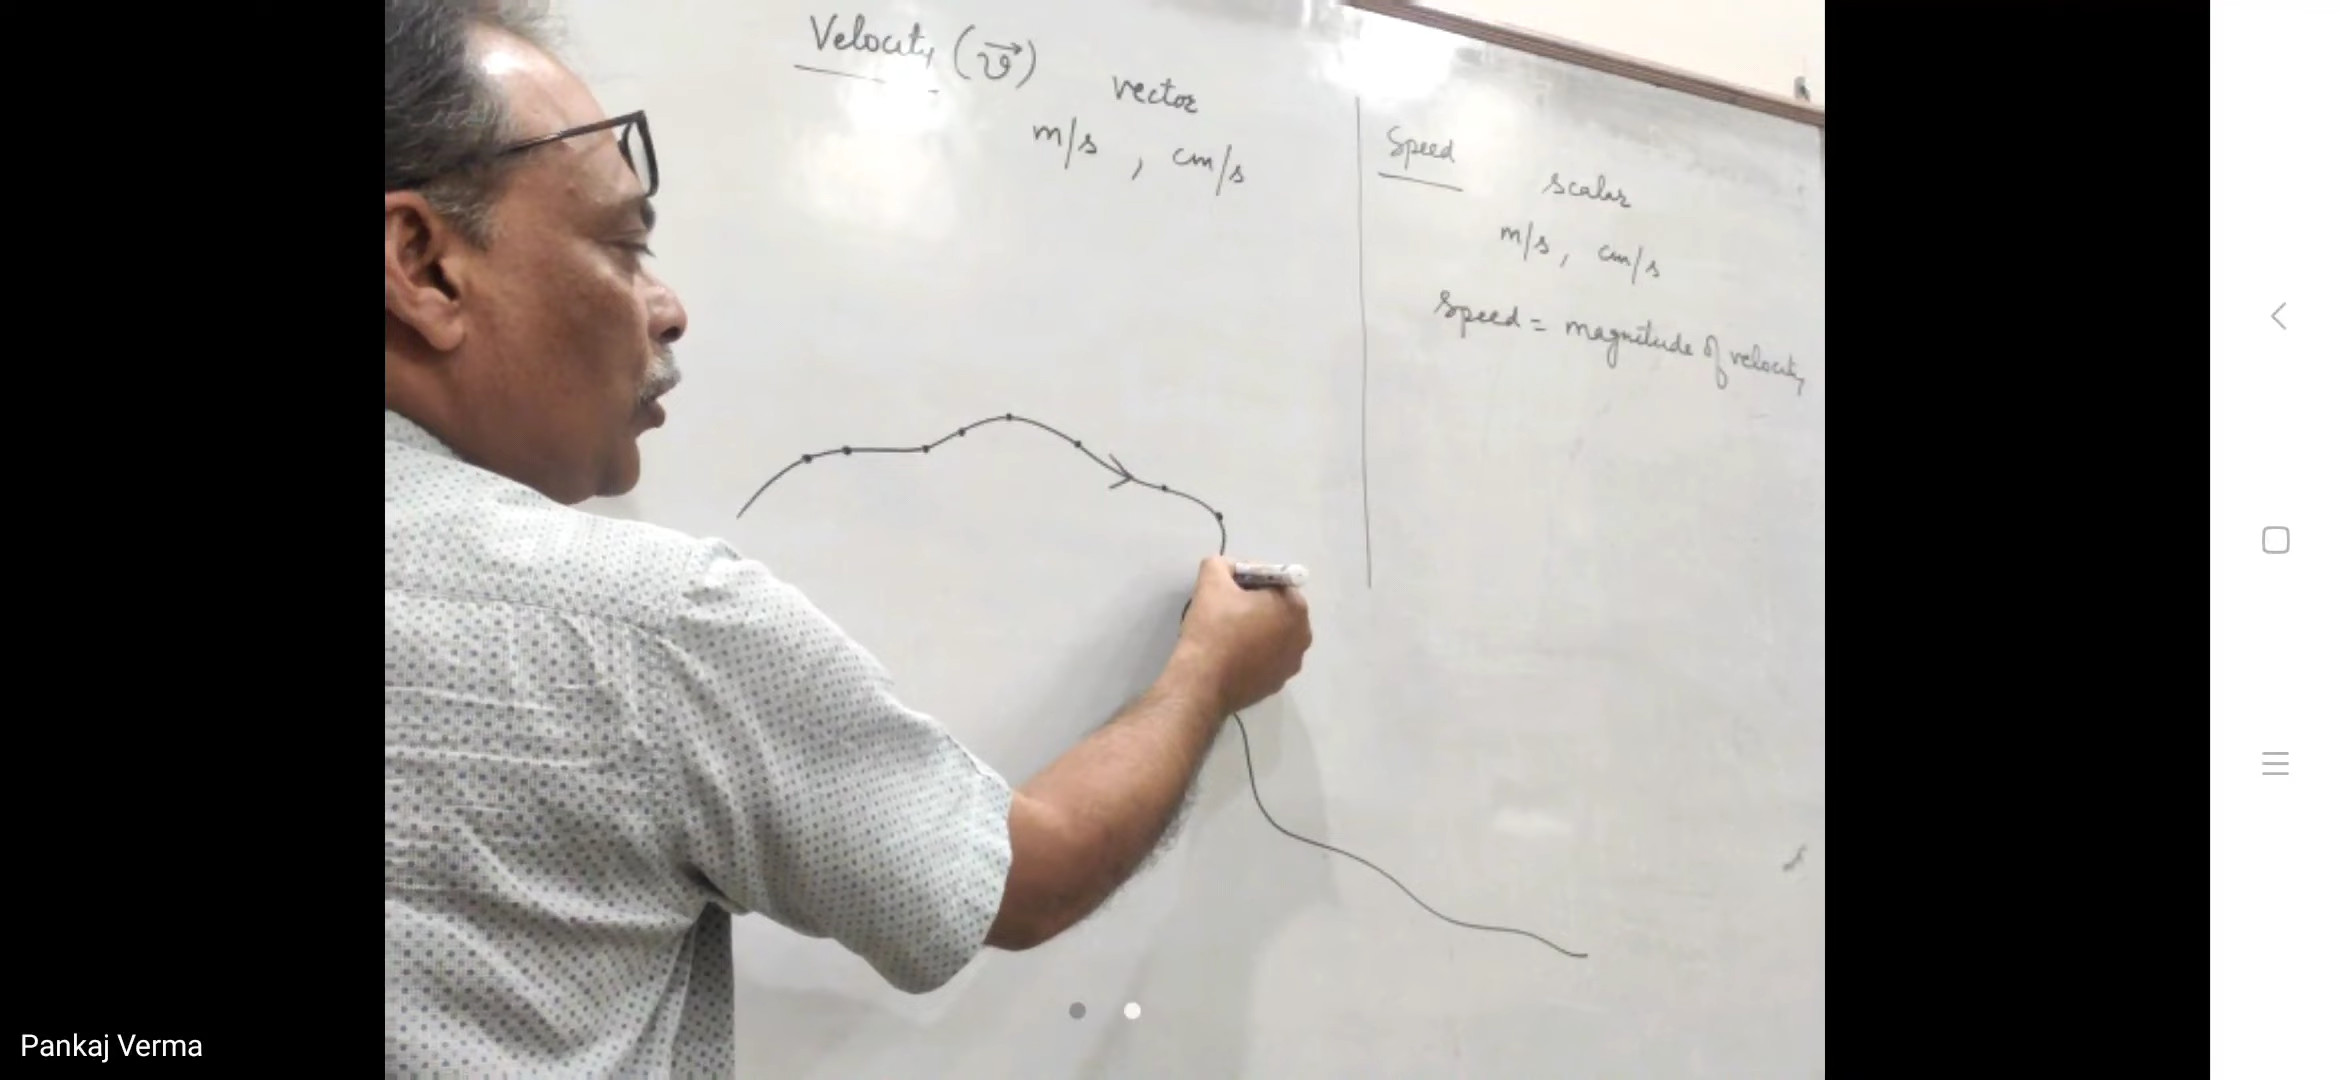 Velocity (v⃗)
vector
m/s , cm/s
Speed
scalar
m/s, cm/s
Speed = magnitude of velocity
Pankaj Verma